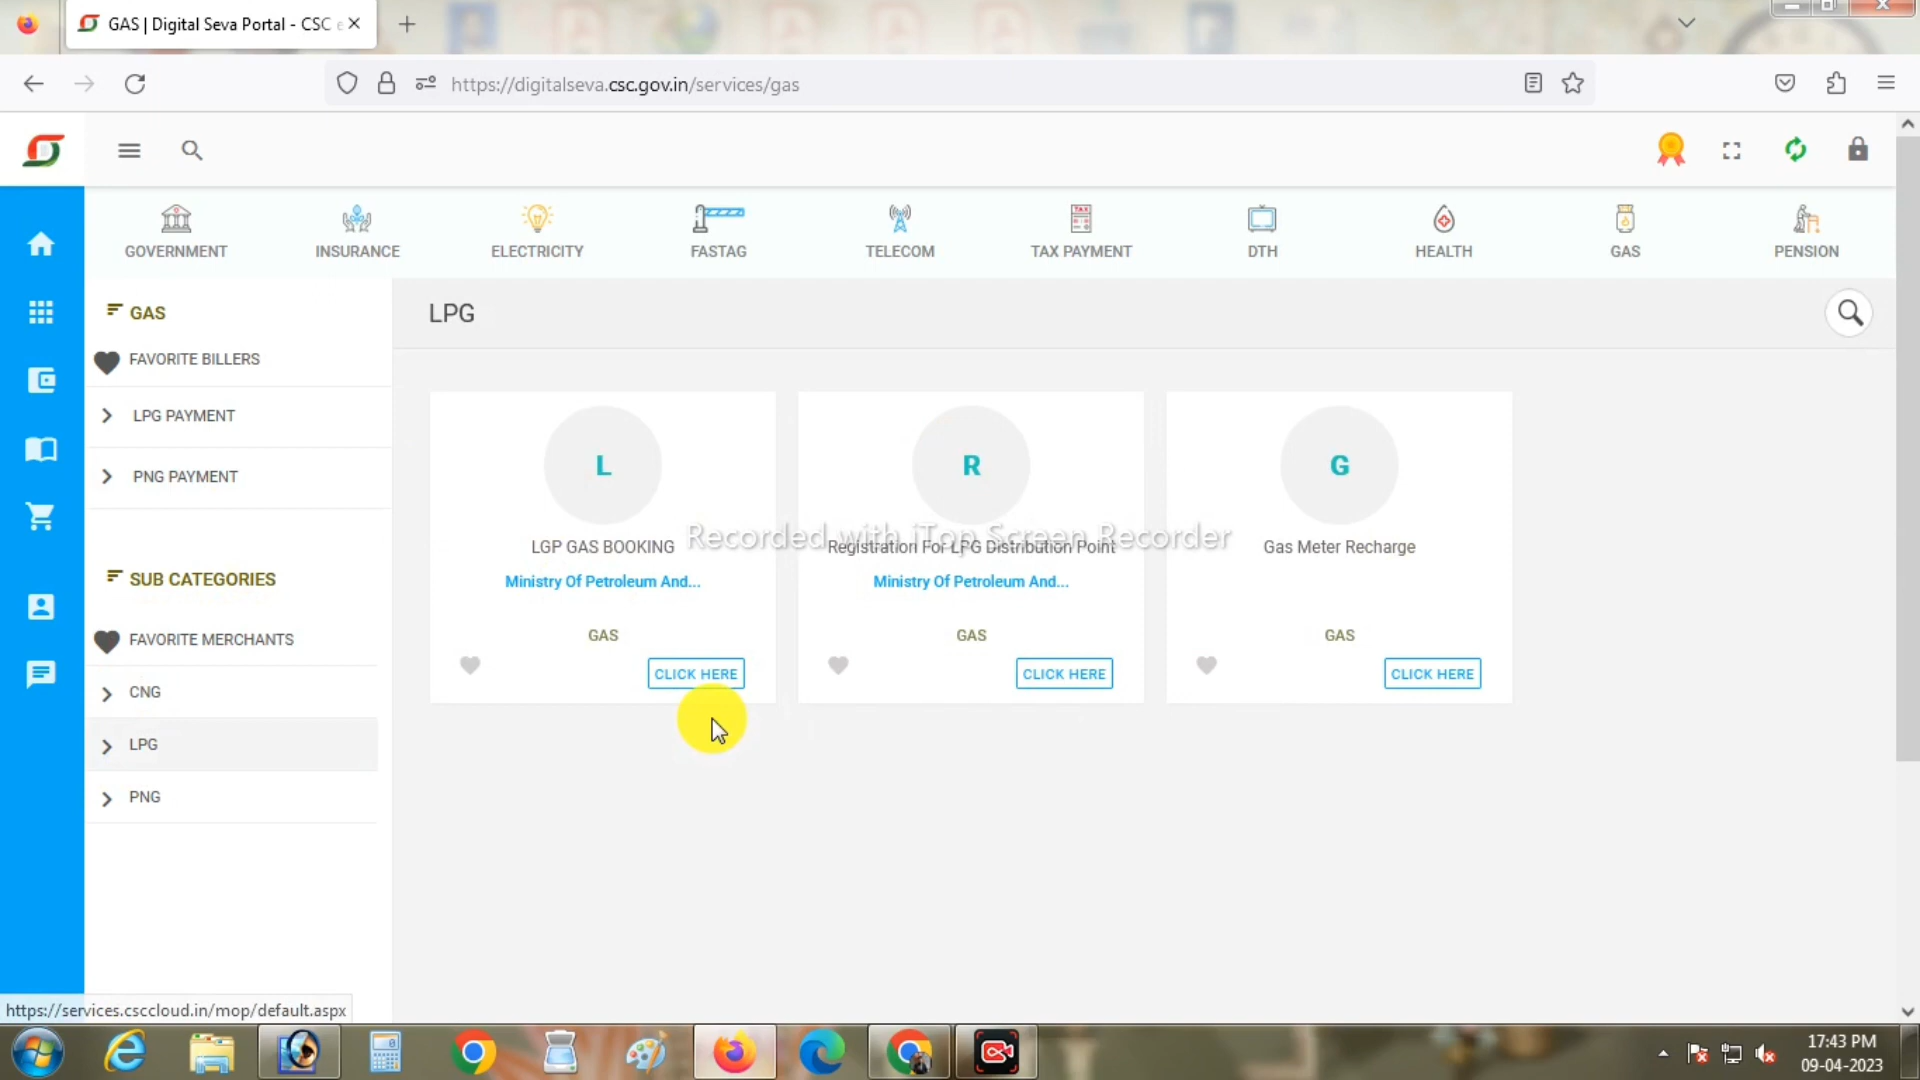 GAS | Digital Seva Portal - CSC e
https://digitalseva.csc.gov.in/services/gas
GOVERNMENT
INSURANCE
ELECTRICITY
FASTAG
TELECOM
TAX
TAX PAYMENT
DTH
HEALTH
GAS
PENSION
GAS
FAVORITE BILLERS
LPG PAYMENT
PNG PAYMENT
SUB CATEGORIES
FAVORITE MERCHANTS
CNG
LPG
PNG
LPG
L
LGP GAS BOOKING
Ministry Of Petroleum And...
GAS
CLICK HERE
R
Registration For LPG Distribution Point
Ministry Of Petroleum And...
GAS
CLICK HERE
G
Gas Meter Recharge
GAS
CLICK HERE
Recorded with iTop Screen Recorder
https://services.csccloud.in/mop/default.aspx
17:43 PM
09-04-2023